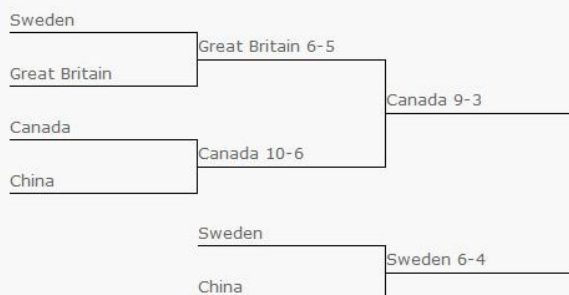 Sweden
Great Britain 6-5
Great Britain
Canada 9-3
Canada
Canada 10-6
China
Sweden
Sweden 6-4
China